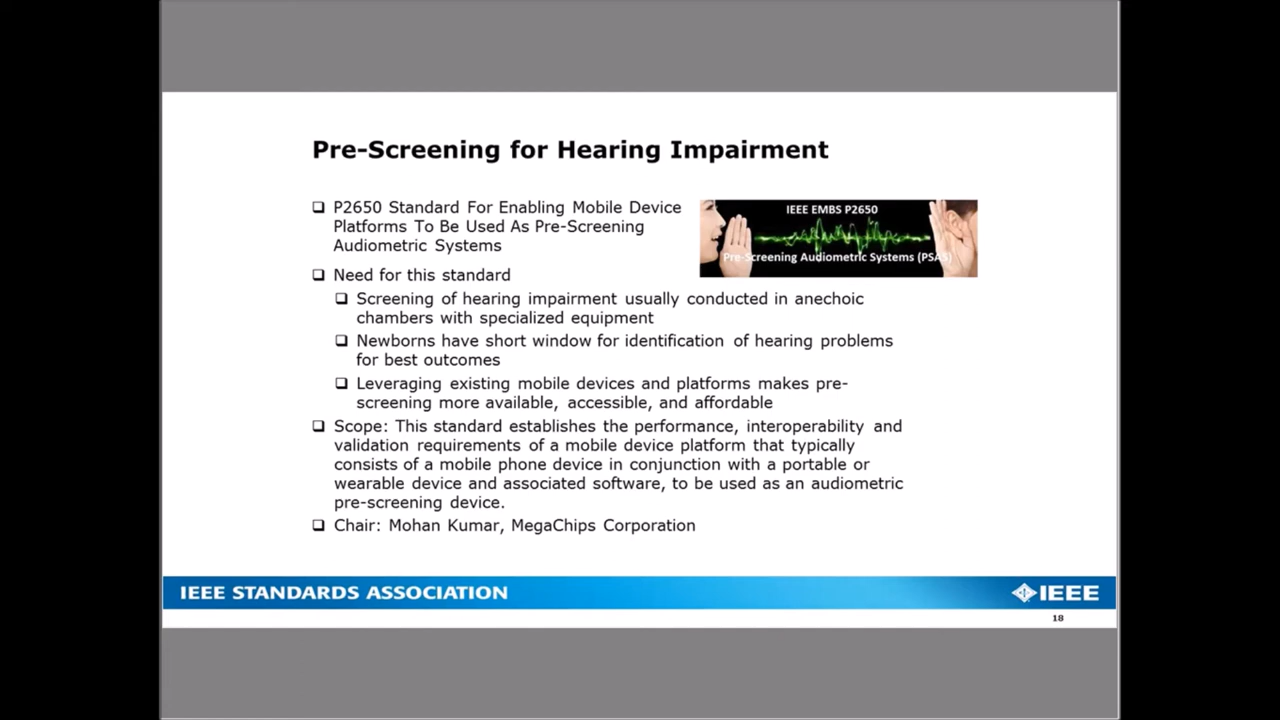 Pre-Screening for Hearing Impairment
❑ P2650 Standard For Enabling Mobile Device
Platforms To Be Used As Pre-Screening
Audiometric Systems
IEEE EMBS P2650
Pre-Screening Audiometric Systems (PSAS)
❑ Need for this standard
❑ Screening of hearing impairment usually conducted in anechoic
chambers with specialized equipment
❑ Newborns have short window for identification of hearing problems
for best outcomes
❑ Leveraging existing mobile devices and platforms makes pre-
screening more available, accessible, and affordable
❑ Scope: This standard establishes the performance, interoperability and
validation requirements of a mobile device platform that typically
consists of a mobile phone device in conjunction with a portable or
wearable device and associated software, to be used as an audiometric
pre-screening device.
❑ Chair: Mohan Kumar, MegaChips Corporation
IEEE STANDARDS ASSOCIATION
IEEE
18